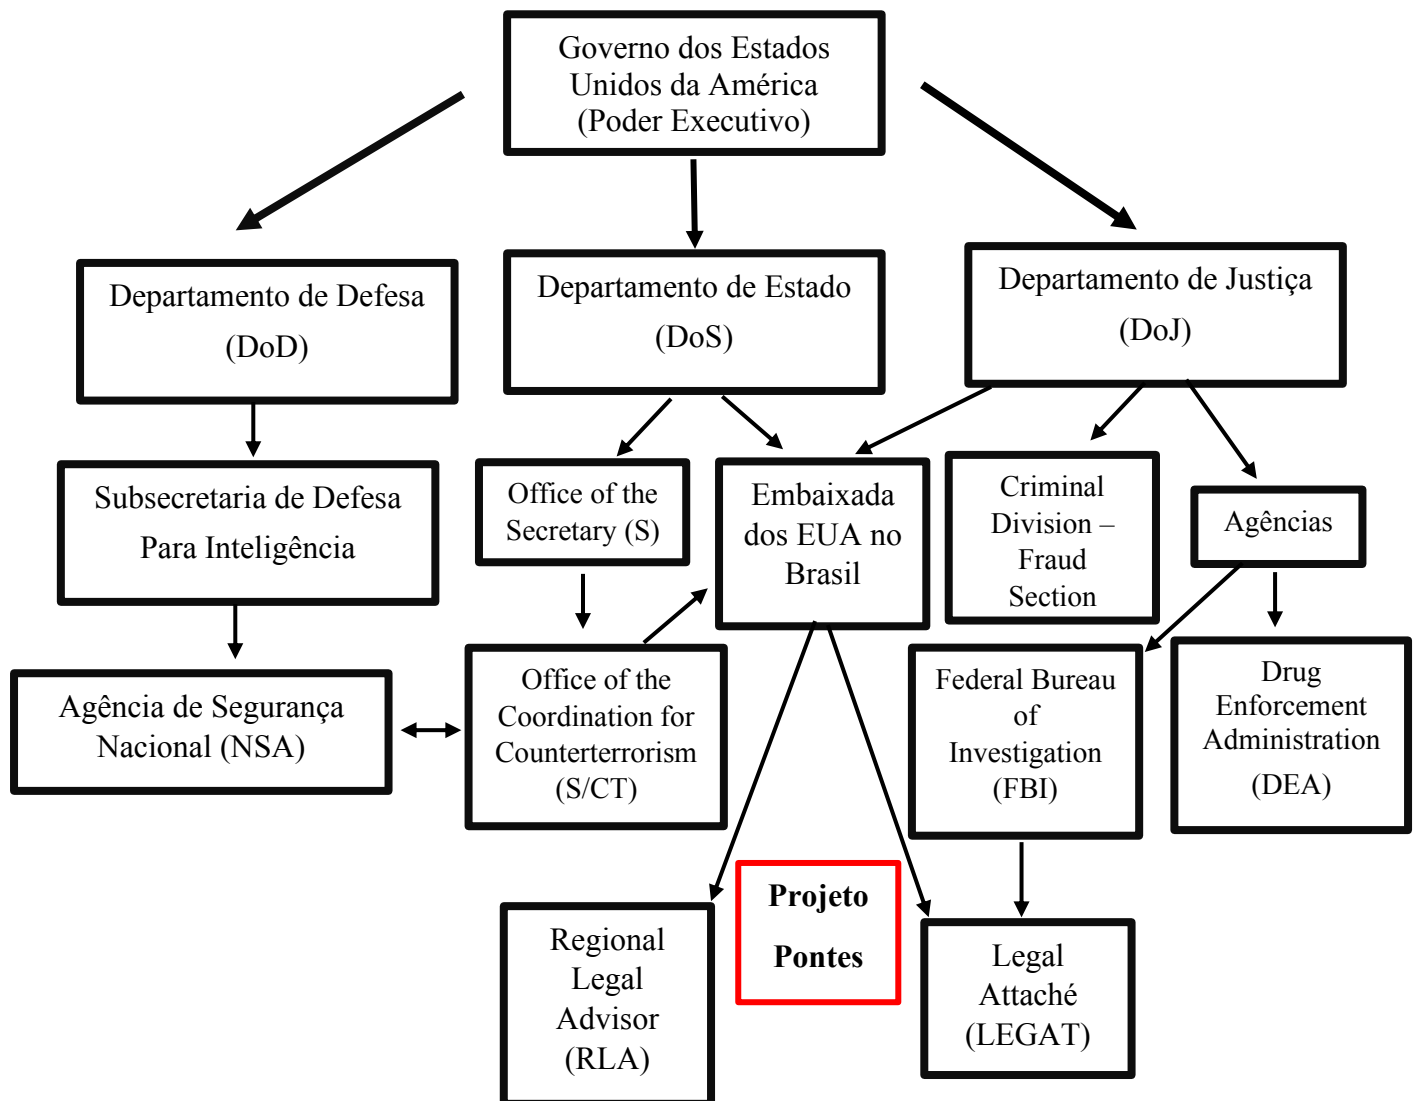 Governo dos Estados
Unidos da América
(Poder Executivo)
Departamento de Defesa
(DoD)
Departamento de Estado
(DoS)
Departamento de Justiça
(DoJ)
Subsecretaria de Defesa
Para Inteligência
Office of the
Secretary (S)
Embaixada
dos EUA no
Brasil
Criminal
Division –
Fraud
Section
Agências
Agência de Segurança
Nacional (NSA)
Office of the
Coordination for
Counterterrorism
(S/CT)
Federal Bureau
of
Investigation
(FBI)
Drug
Enforcement
Administration
(DEA)
Regional
Legal
Advisor
(RLA)
Projeto
Pontes
Legal
Attaché
(LEGAT)